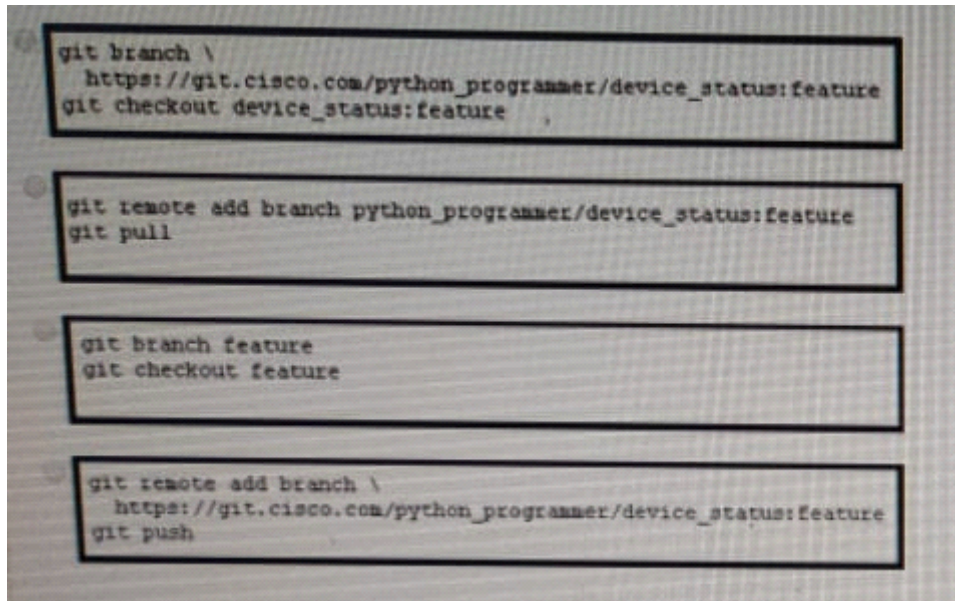 git branch \
https://git.cisco.com/python_programmer/device_status:feature
git checkout device_status:feature
git remote add branch python_programmer/device_status:feature
git pull
git branch feature
git checkout feature
git remote add branch \
https://git.cisco.com/python_programmer/device_status:feature
git push